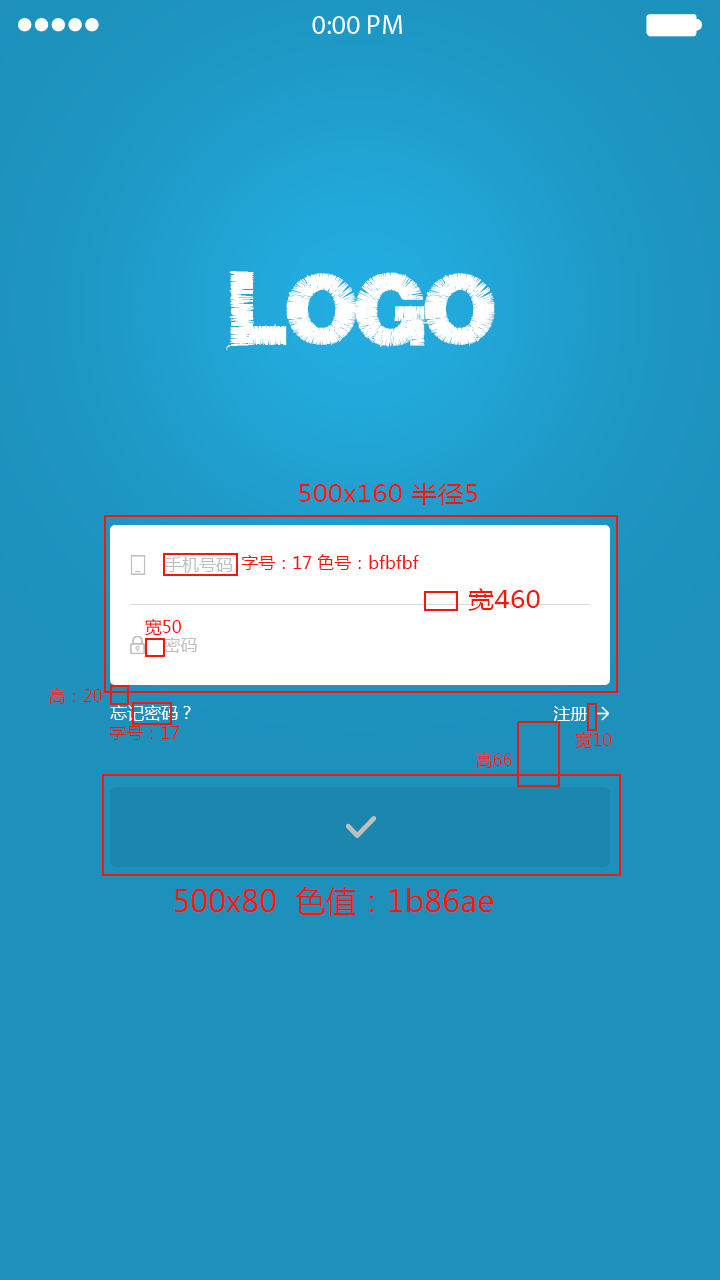 0:00 PM
LOGO
500x160 半径5
手机号码 字号：17 色号：bfbfbf
宽460
宽50
密码
高：20
忘记密码？ 注册
字号：17 宽10
高66
500x80 色值：1b86ae